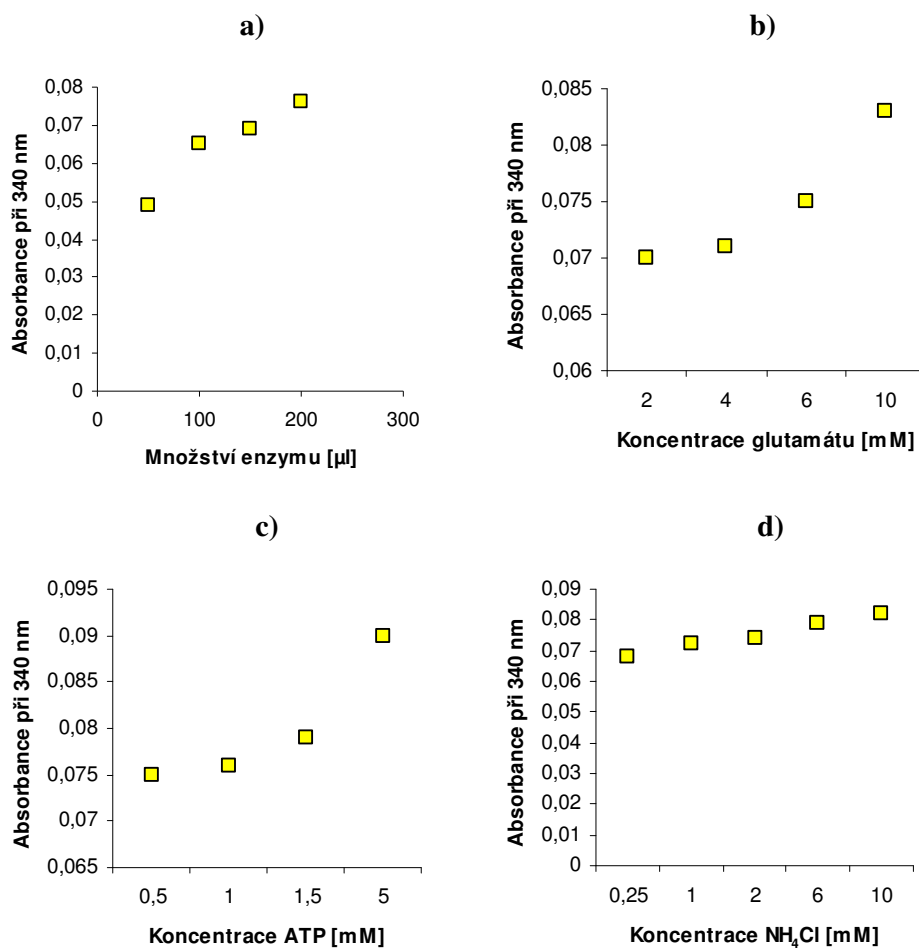 a)
0,08
0,07
0,06
0,05
0,04
0,03
0,02
0,01
0
Absorbance při 340 nm
0 100 200 300
Množství enzymu [µl]
b)
0,085
0,08
0,075
0,07
0,065
0,06
Absorbance při 340 nm
2 4 6 10
Koncentrace glutamátu [mM]
c)
0,095
0,09
0,085
0,08
0,075
0,07
0,065
Absorbance při 340 nm
0,5 1 1,5 5
Koncentrace ATP [mM]
d)
0,09
0,08
0,07
0,06
0,05
0,04
0,03
0,02
0,01
0
Absorbance při 340 nm
0,25 1 2 6 10
Koncentrace NH₄Cl [mM]